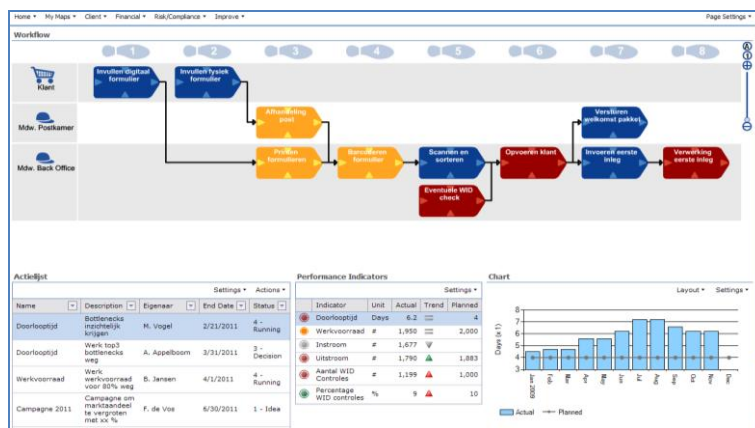 Home My Maps Client Financial Risk/Compliance Improve Page Settings
Workflow
1 2 3 4 5 6 7 8
Klant
Invullen digitaal
formulier
Invullen fysiek
formulier
Mdw. Postkamer
Afhandeling
post
Versturen
welkomst pakket
Mdw. Back Office
Printen
formulieren
Beoordelen
formulier
Scannen en
sorteren
Opvoeren klant
Invoeren eerste
inleg
Verwerking
eerste inleg
Eventuele WID
check
Actielijst
Settings Actions
Name Description Eigenaar End Date Status
Doorlooptijd Bottlenecks inzichtelijk krijgen M. Vogel 2/21/2011 4 - Running
Doorlooptijd Werk top3 bottlenecks weg A. Appelboom 3/31/2011 3 - Decision
Werkvoorraad Werk werkvoorraad voor 80% weg B. Jansen 4/1/2011 4 - Running
Campagne 2011 Campagne om marktaandeel te vergroten met xx % F. de Vos 6/30/2011 1 - Idea
Performance Indicators
Settings
Indicator Unit Actual Trend Planned
Doorlooptijd Days 6.2 4
Werkvoorraad # 1,950 2,000
Instroom # 1,677
Uitstroom # 1,790 1,883
Aantal WID Controles # 1,199 1,000
Percentage WID controles % 9 10
Chart
Layout Settings
Days (x 1)
8
7
6
5
4
3
Jan 2009 Feb Mar Apr May Jun Jul Aug Sep Oct Nov Dec
Actual Planned